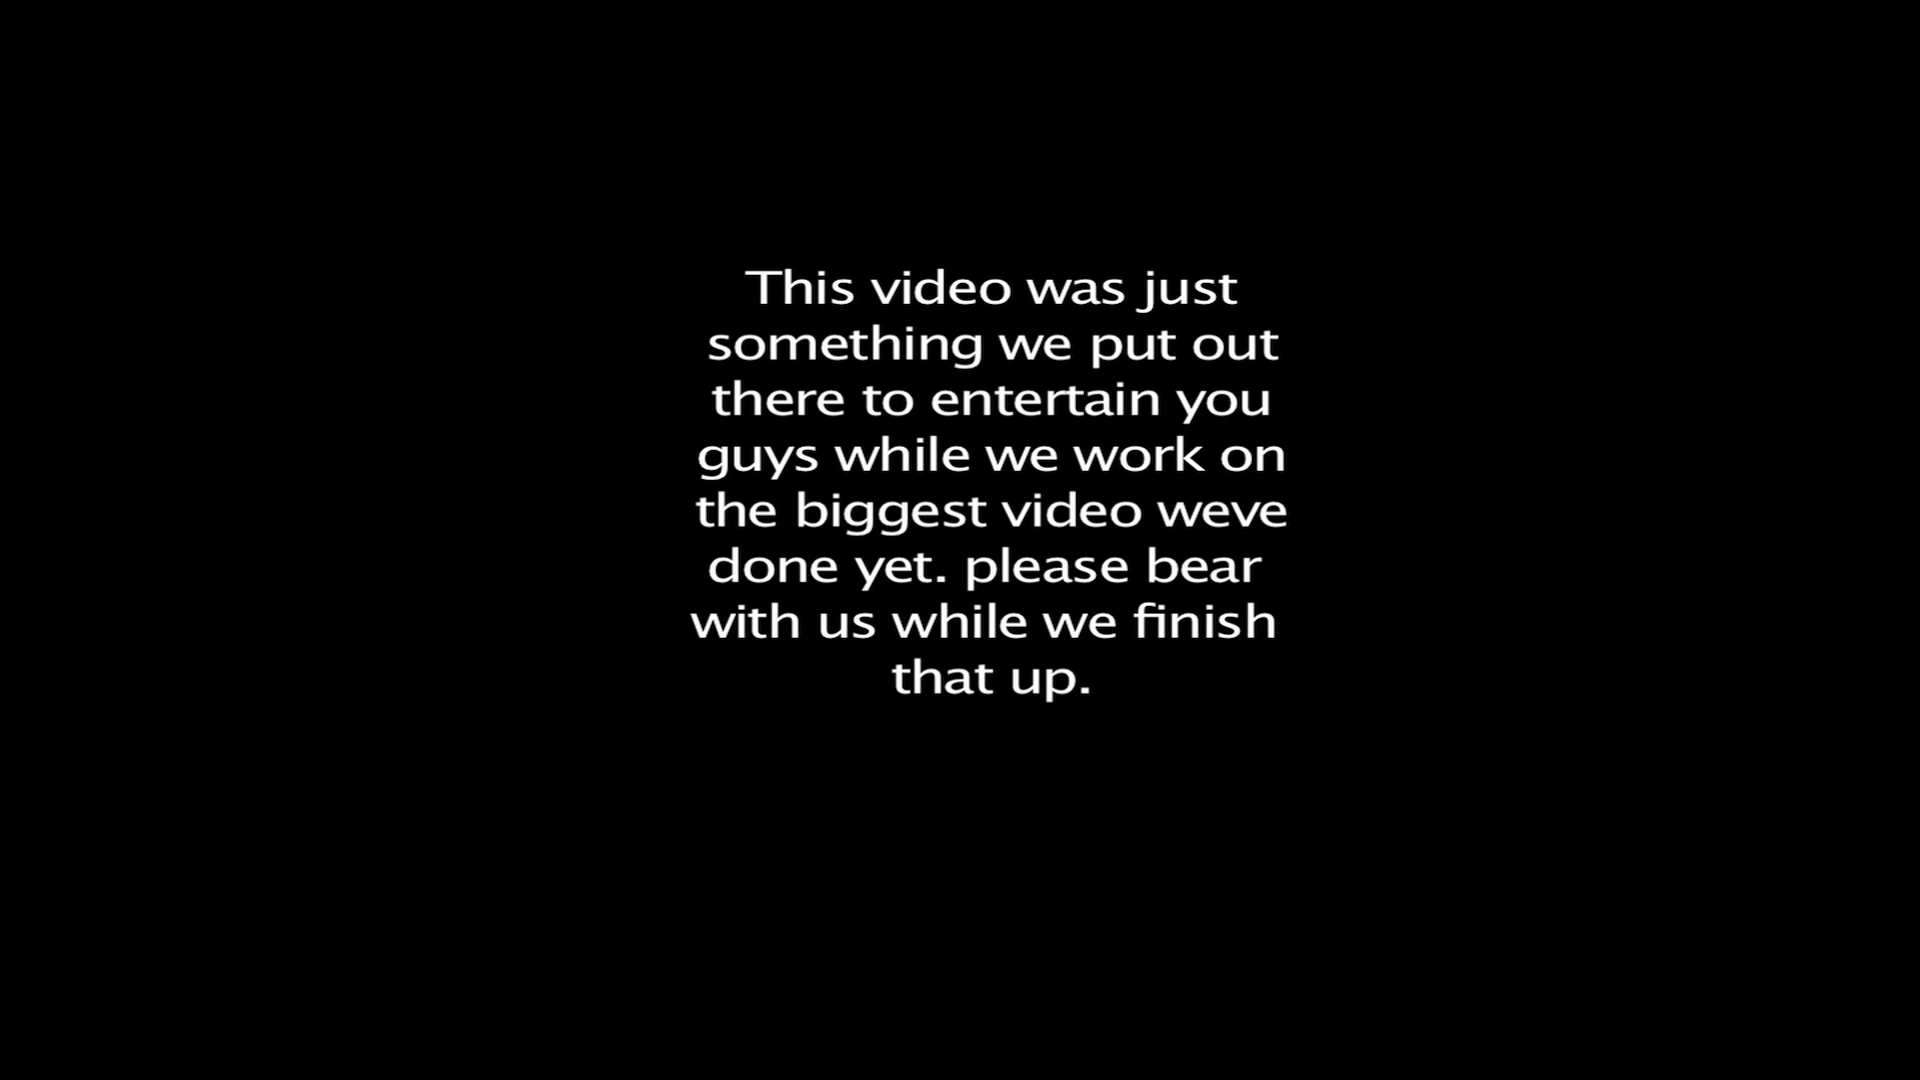 This video was just
something we put out
there to entertain you
guys while we work on
the biggest video weve
done yet. please bear
with us while we finish
that up.